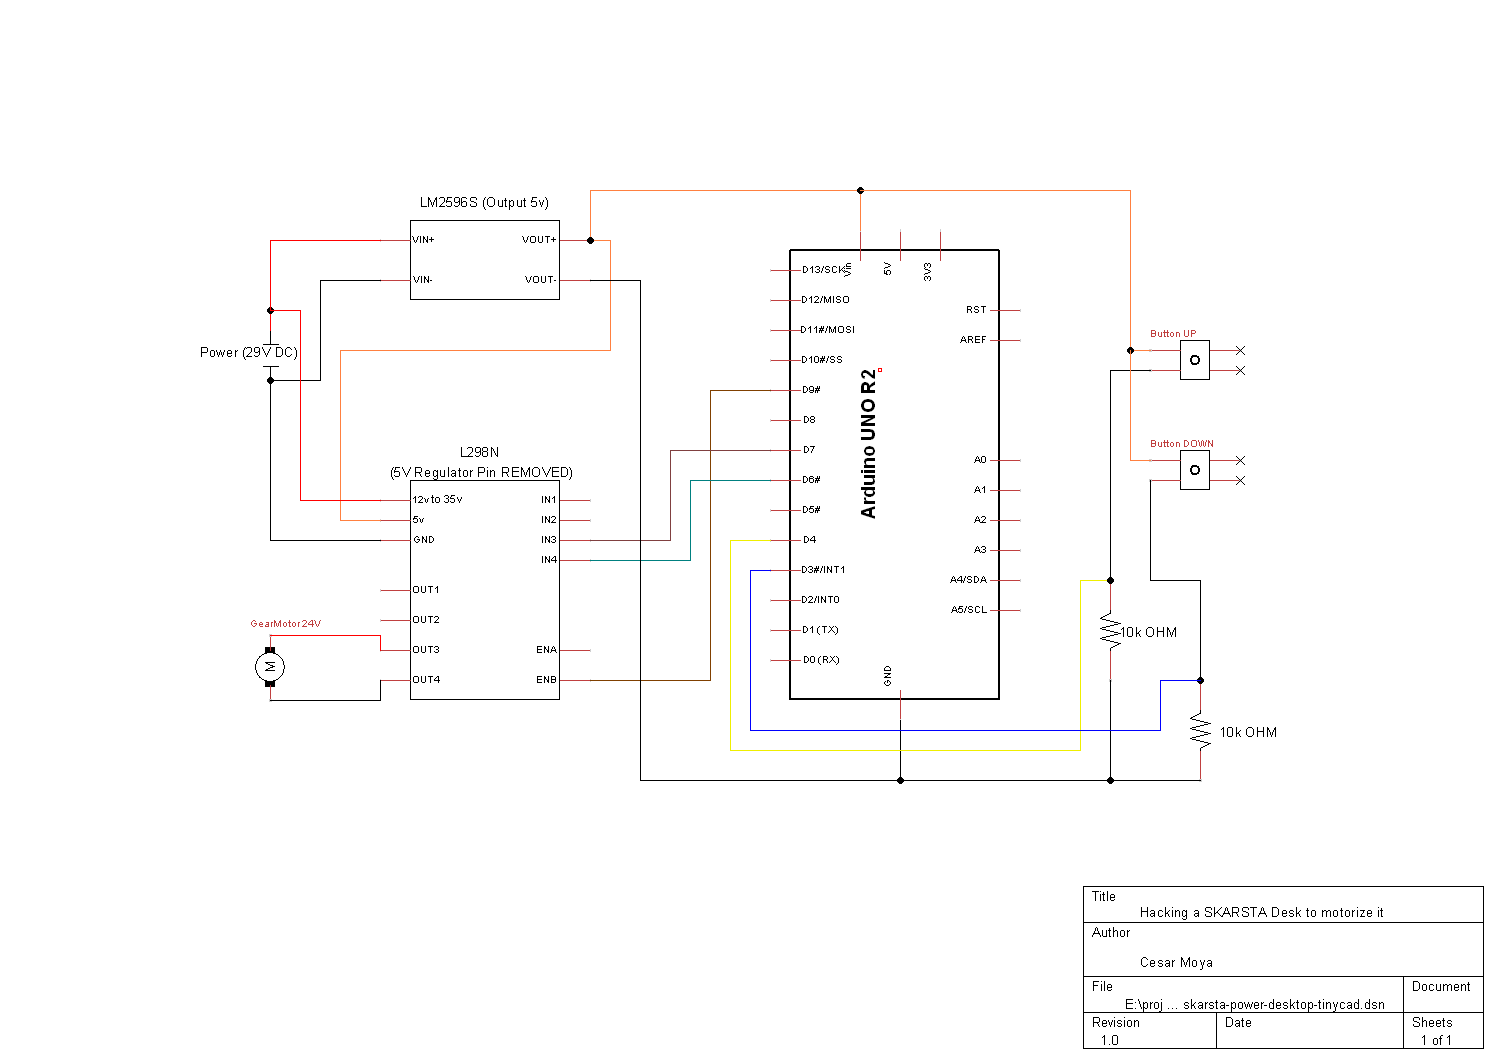 LM2596S (Output 5v)
VIN+
VOUT+
VIN-
VOUT-
Power (29V DC)
L298N
(5V Regulator Pin REMOVED)
12v to 35v
IN1
5v
IN2
GND
IN3
IN4
OUT1
OUT2
OUT3
ENA
OUT4
ENB
GearMotor 24V
M
Vin
5V
3V3
D13/SCK
D12/MISO
D11#/MOSI
D10#/SS
D9#
D8
D7
D6#
D5#
D4
D3#/INT1
D2/INT0
D1 (TX)
D0 (RX)
Arduino UNO R2
RST
AREF
A0
A1
A2
A3
A4/SDA
A5/SCL
GND
Button UP
O
Button DOWN
O
10k OHM
10k OHM
Title
Hacking a SKARSTA Desk to motorize it
Author
Cesar Moya
File
Document
E:\proj ... skarsta-power-desktop-tinycad.dsn
Revision
Date
Sheets
1.0
1 of 1